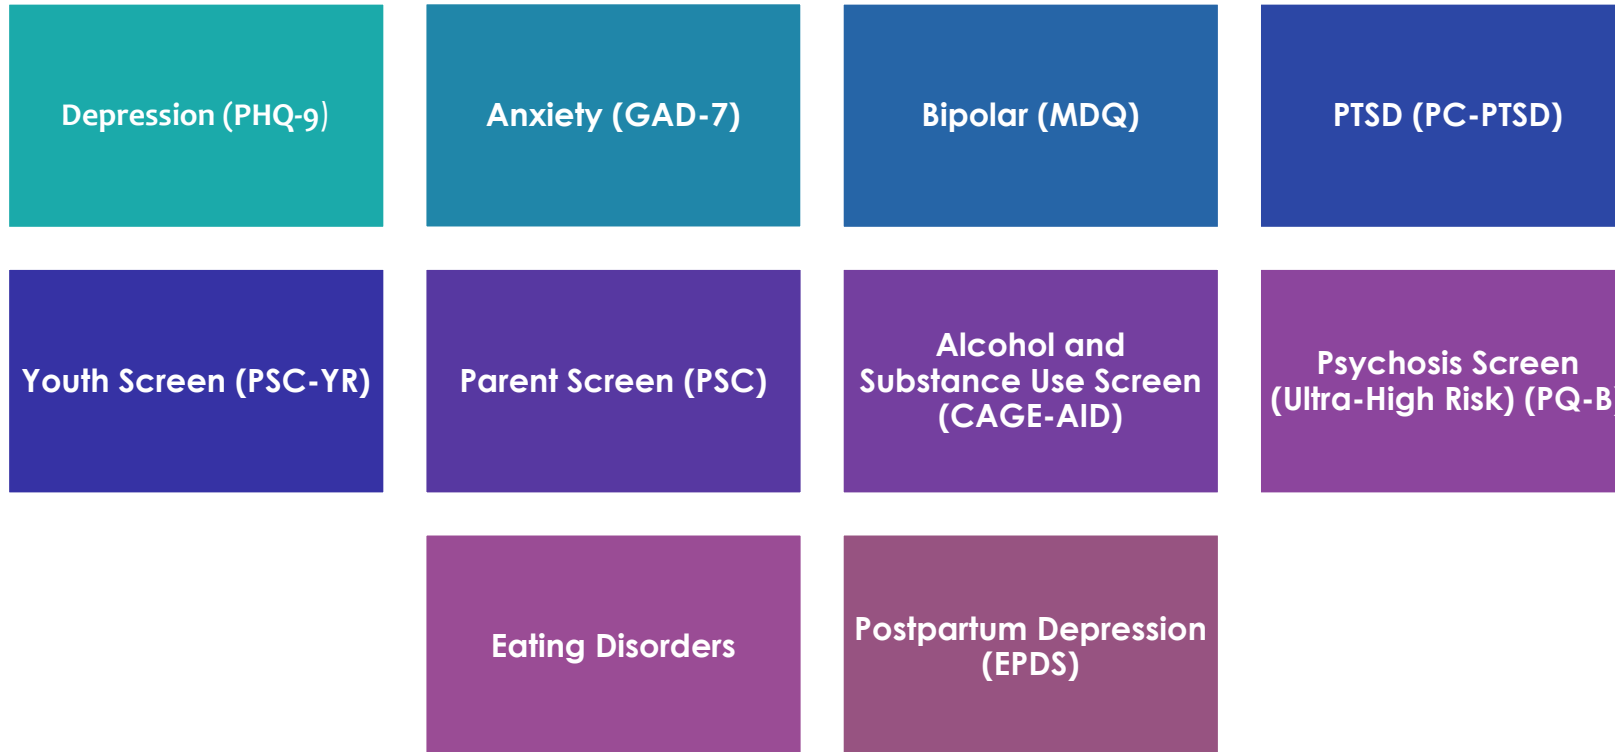 Depression (PHQ-9)
Anxiety (GAD-7)
Bipolar (MDQ)
PTSD (PC-PTSD)
Youth Screen (PSC-YR)
Parent Screen (PSC)
Alcohol and
Substance Use Screen
(CAGE-AID)
Psychosis Screen
(Ultra-High Risk) (PQ-B)
Eating Disorders
Postpartum Depression
(EPDS)